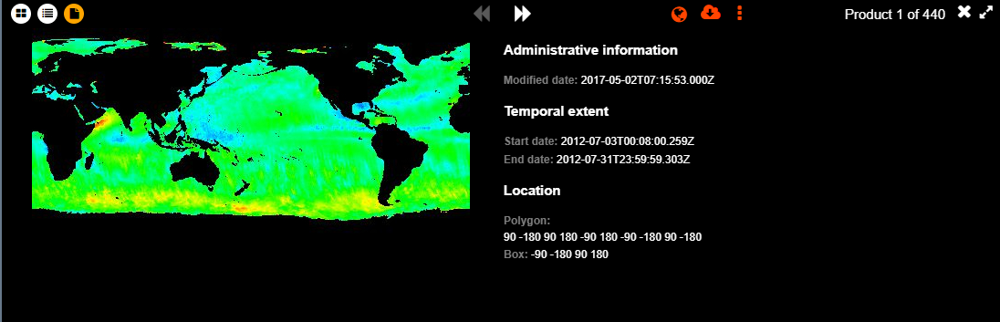 Product 1 of 440
Administrative information
Modified date: 2017-05-02T07:15:53.000Z
Temporal extent
Start date: 2012-07-03T00:08:00.259Z
End date: 2012-07-31T23:59:59.303Z
Location
Polygon:
90 -180 90 180 -90 180 -90 -180 90 -180
Box: -90 -180 90 180